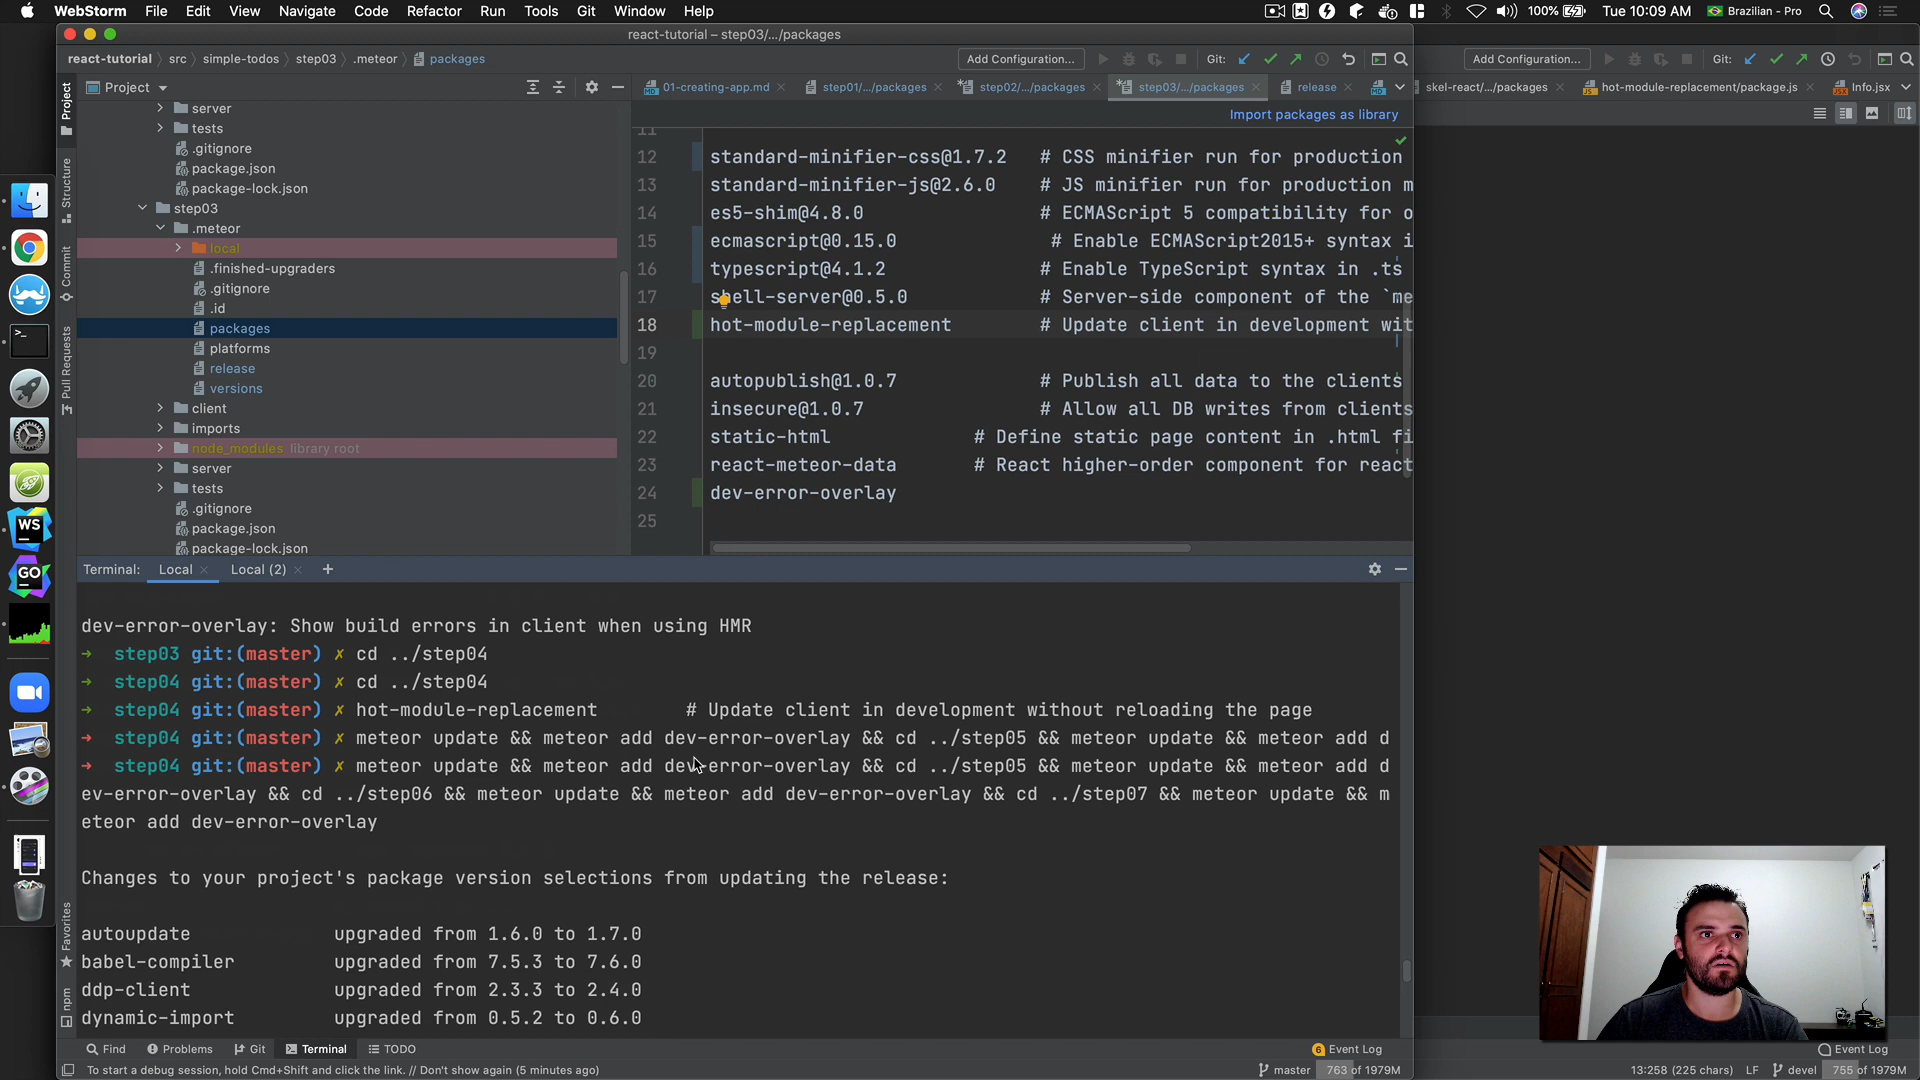 WebStorm File Edit View Navigate Code Refactor Run Tools Git Window Help
100% Tue 10:09 AM Brazilian - Pro
react-tutorial – step03/.../packages
react-tutorial src simple-todos step03 .meteor packages
Add Configuration... Git:
Add Configuration... Git:
Project
01-creating-app.md step01/.../packages step02/.../packages step03/.../packages release
skel-react/.../packages hot-module-replacement/package.js Info.jsx
Import packages as library
Project
Structure
Commit
Pull Requests
Favorites
npm
server
tests
.gitignore
package.json
package-lock.json
step03
.meteor
local
.finished-upgraders
.gitignore
.id
packages
platforms
release
versions
client
imports
node_modules library root
server
tests
.gitignore
package.json
package-lock.json
11
12 standard-minifier-css@1.7.2 # CSS minifier run for production
13 standard-minifier-js@2.6.0 # JS minifier run for production m
14 es5-shim@4.8.0 # ECMAScript 5 compatibility for o
15 ecmascript@0.15.0 # Enable ECMAScript2015+ syntax i
16 typescript@4.1.2 # Enable TypeScript syntax in .ts
17 shell-server@0.5.0 # Server-side component of the `me
18 hot-module-replacement # Update client in development wit
19
20 autopublish@1.0.7 # Publish all data to the clients
21 insecure@1.0.7 # Allow all DB writes from clients
22 static-html # Define static page content in .html fi
23 react-meteor-data # React higher-order component for react
24 dev-error-overlay
25
Terminal: Local Local (2)
dev-error-overlay: Show build errors in client when using HMR
➜ step03 git:(master) ✗ cd ../step04
➜ step04 git:(master) ✗ cd ../step04
➜ step04 git:(master) ✗ hot-module-replacement # Update client in development without reloading the page
➜ step04 git:(master) ✗ meteor update && meteor add dev-error-overlay && cd ../step05 && meteor update && meteor add d
➜ step04 git:(master) ✗ meteor update && meteor add dev-error-overlay && cd ../step05 && meteor update && meteor add d
ev-error-overlay && cd ../step06 && meteor update && meteor add dev-error-overlay && cd ../step07 && meteor update && m
eteor add dev-error-overlay
Changes to your project's package version selections from updating the release:
autoupdate upgraded from 1.6.0 to 1.7.0
babel-compiler upgraded from 7.5.3 to 7.6.0
ddp-client upgraded from 2.3.3 to 2.4.0
dynamic-import upgraded from 0.5.2 to 0.6.0
Find Problems Git Terminal TODO
6 Event Log
Event Log
To start a debug session, hold Cmd+Shift and click the link. // Don't show again (5 minutes ago)
master 763 of 1979M
13:258 (225 chars) LF devel 755 of 1979M
WS
GO